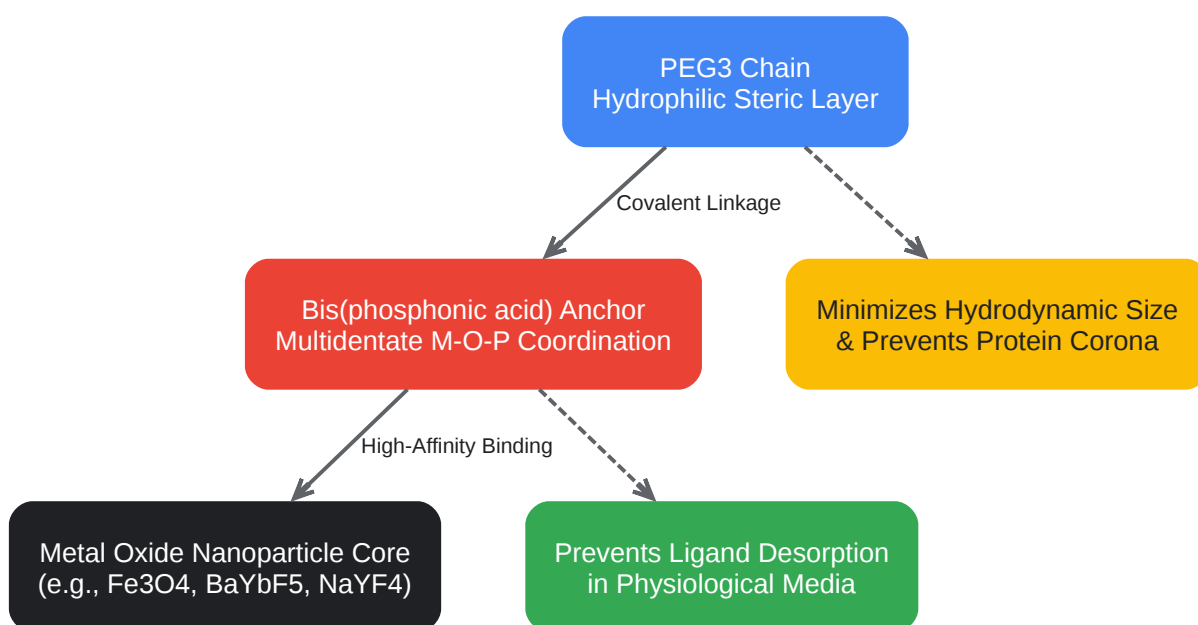 PEG3 Chain
Hydrophilic Steric Layer
Covalent Linkage
Bis(phosphonic acid) Anchor
Multidentate M-O-P Coordination
Minimizes Hydrodynamic Size
& Prevents Protein Corona
High-Affinity Binding
Metal Oxide Nanoparticle Core
(e.g., Fe3O4, BaYbF5, NaYF4)
Prevents Ligand Desorption
in Physiological Media